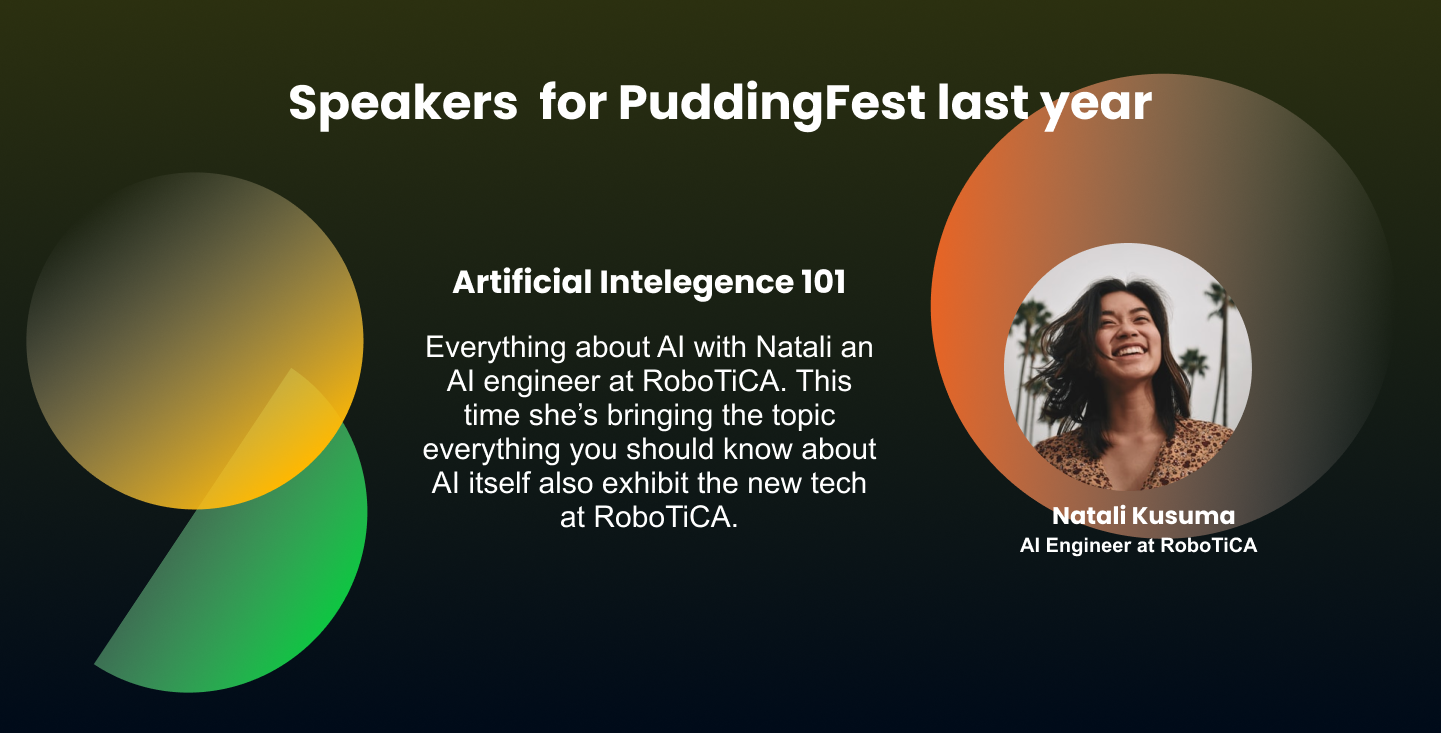 Speakers  for PuddingFest last year
Artificial Intelegence 101
Everything about AI with Natali an
AI engineer at RoboTiCA. This
time she’s bringing the topic
everything you should know about
AI itself also exhibit the new tech
at RoboTiCA.
Natali Kusuma
AI Engineer at RoboTiCA